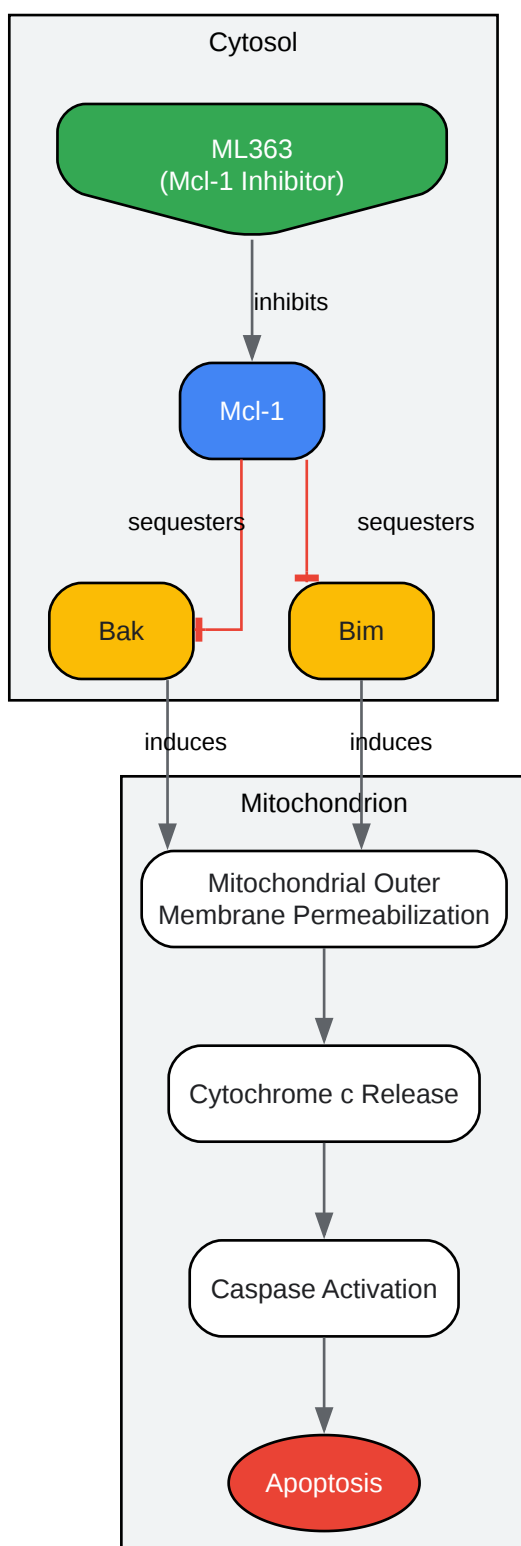 Cytosol
ML363
(Mcl-1 Inhibitor)
inhibits
Mcl-1
sequesters
sequesters
Bak
Bim
induces
induces
Mitochondrion
Mitochondrial Outer
Membrane Permeabilization
Cytochrome c Release
Caspase Activation
Apoptosis